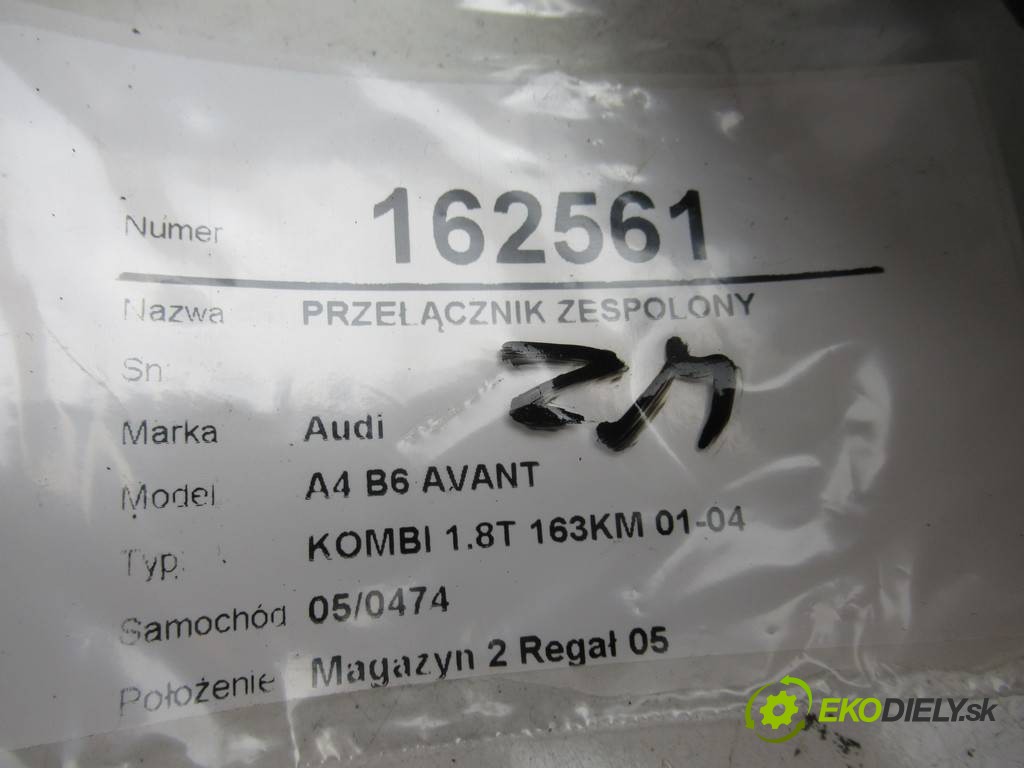 Numer 162561
Nazwa PRZEŁĄCZNIK ZESPOLONY
Sn
Marka Audi
Model A4 B6 AVANT
Typ KOMBI 1.8T 163KM 01-04
Samochód 05/0474
Położenie Magazyn 2 Regał 05
EKODIELY.sk